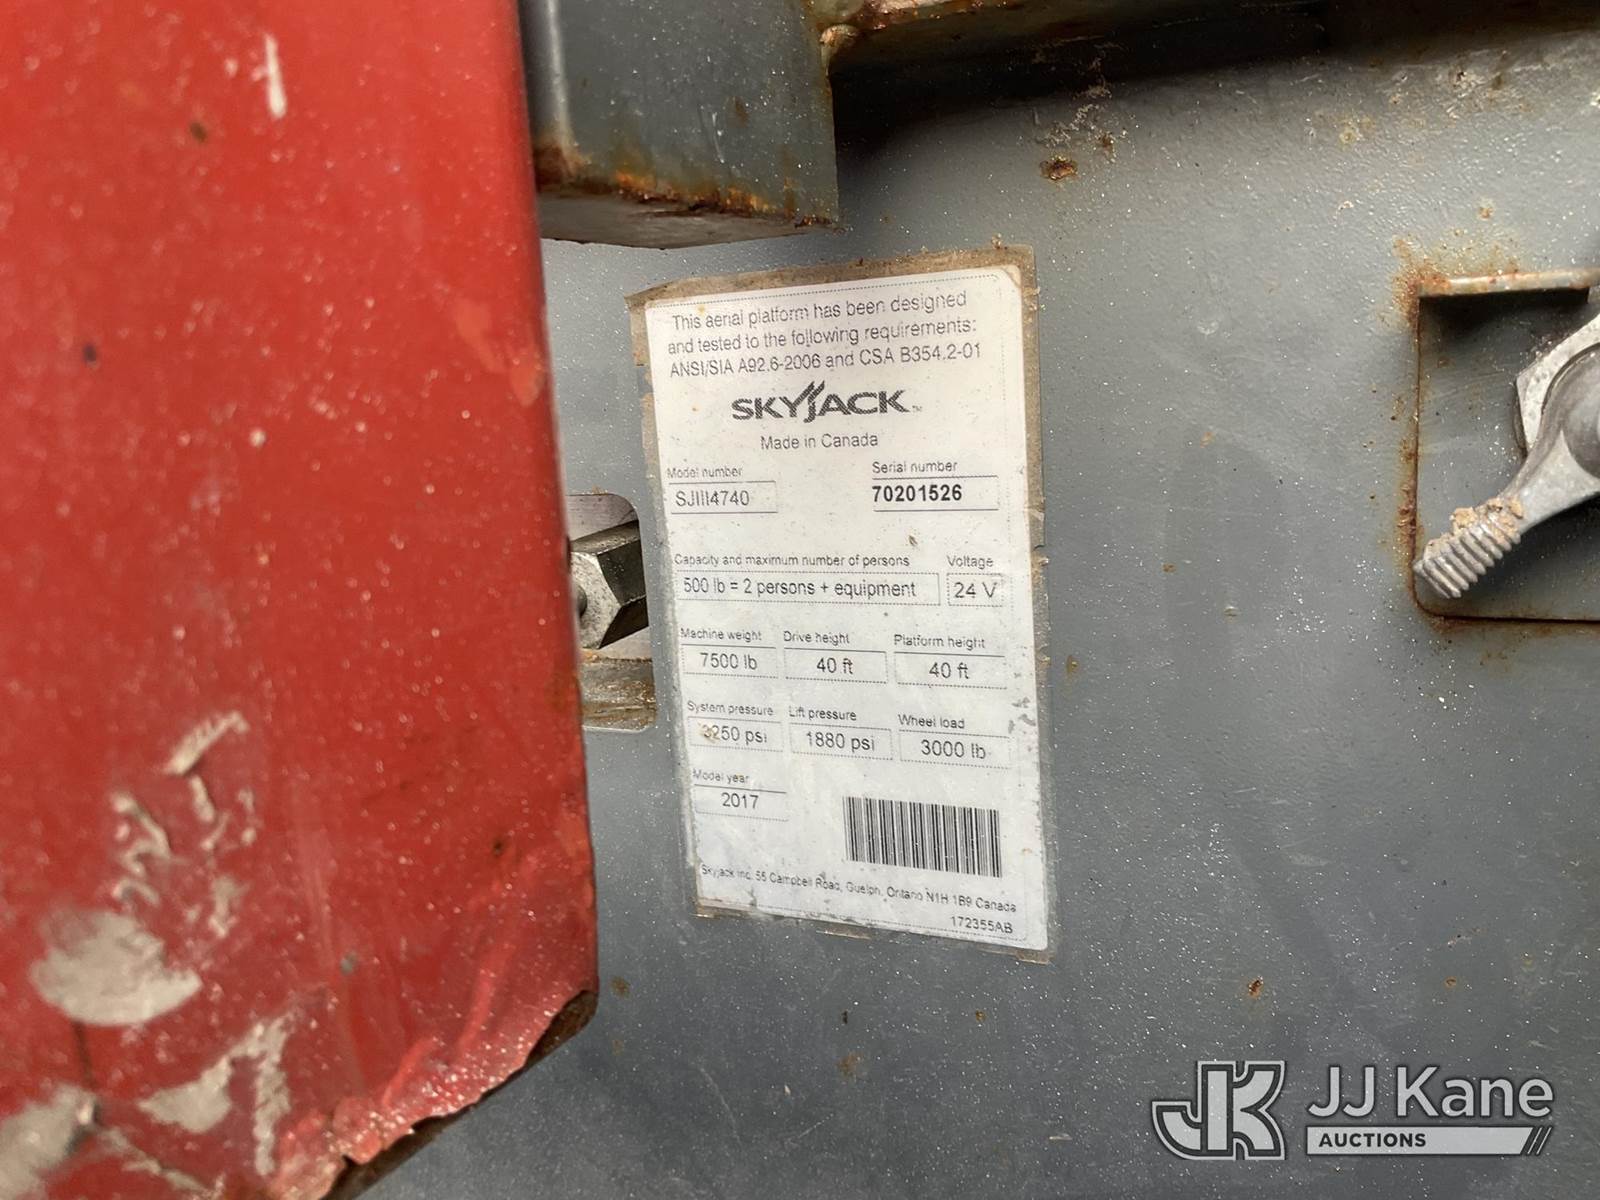 This aerial platform has been designed
and tested to the following requirements:
ANSI/SIA A92.6-2006 and CSA B354.2-01
SKYJACK™
Made in Canada
Model number Serial number
SJIII4740 70201526
Capacity and maximum number of persons Voltage
500 lb = 2 persons + equipment 24 V
Machine weight Drive height Platform height
7500 lb 40 ft 40 ft
System pressure Lift pressure Wheel load
3250 psi 1880 psi 3000 lb
Model year
2017
Skyjack Inc. 55 Campbell Road, Guelph, Ontario N1H 1B9 Canada
172355AB
JK JJ Kane
AUCTIONS